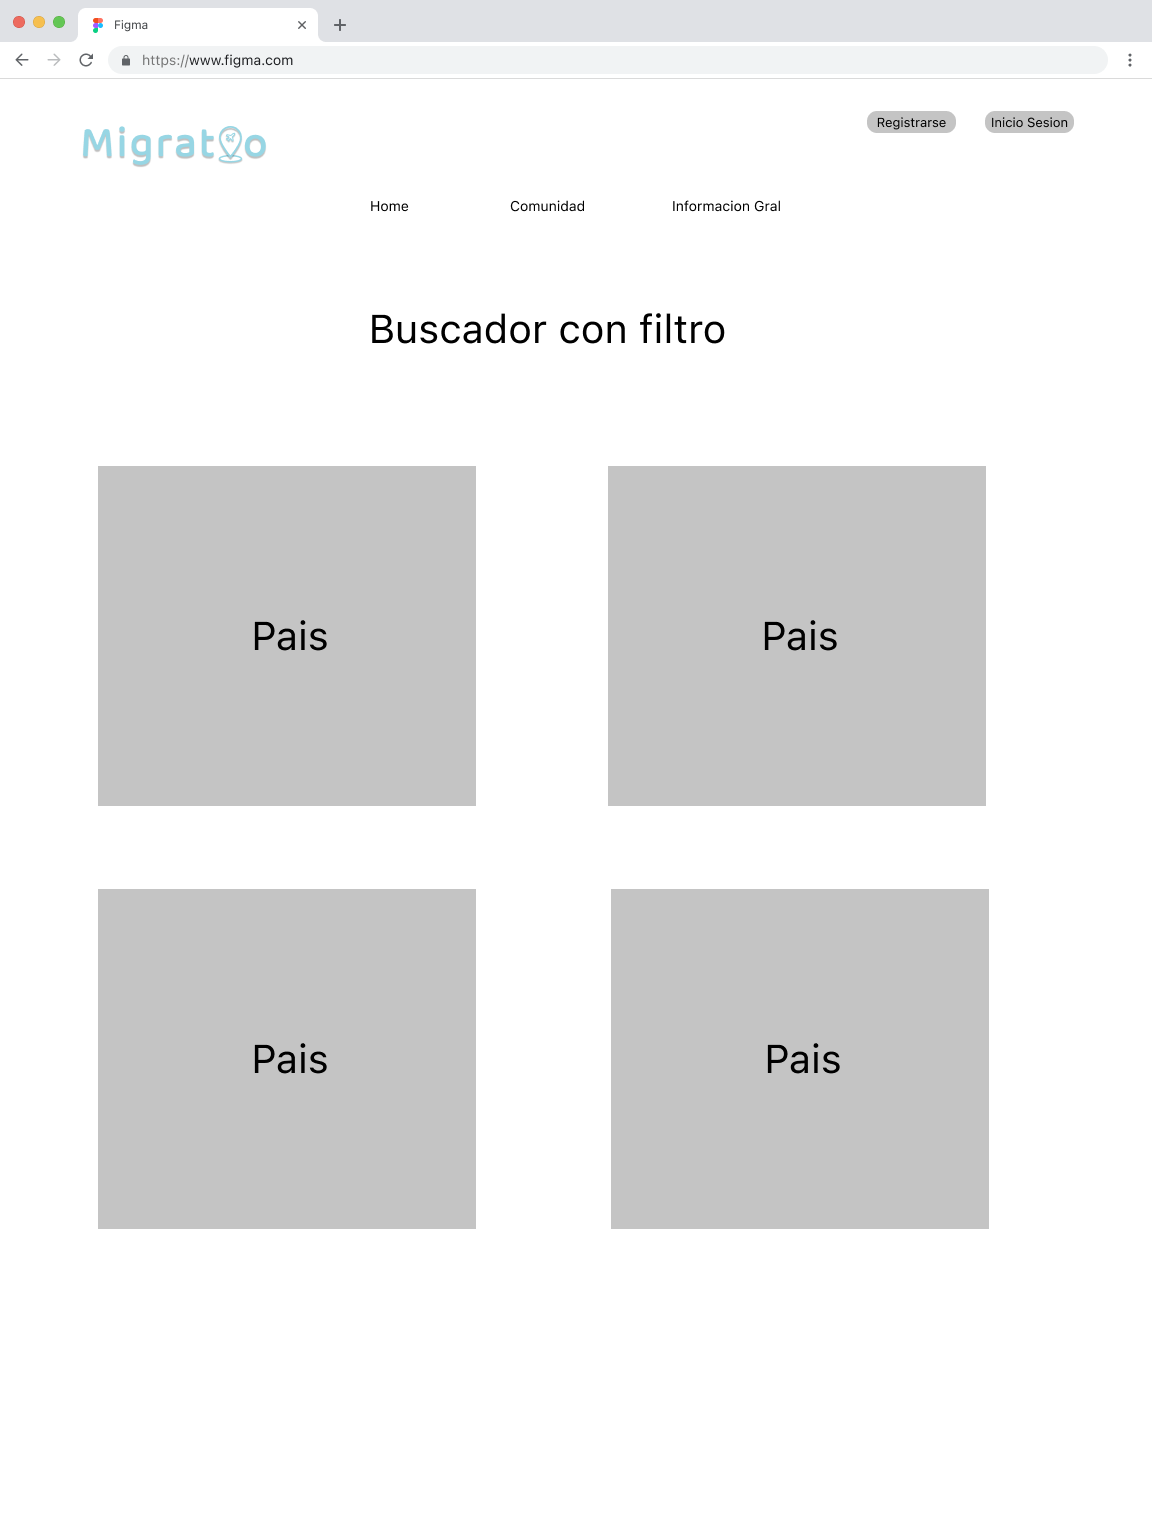 Figma
https://www.figma.com
Migratio
Registrarse
Inicio Sesion
Home
Comunidad
Informacion Gral
Buscador con filtro
Pais
Pais
Pais
Pais